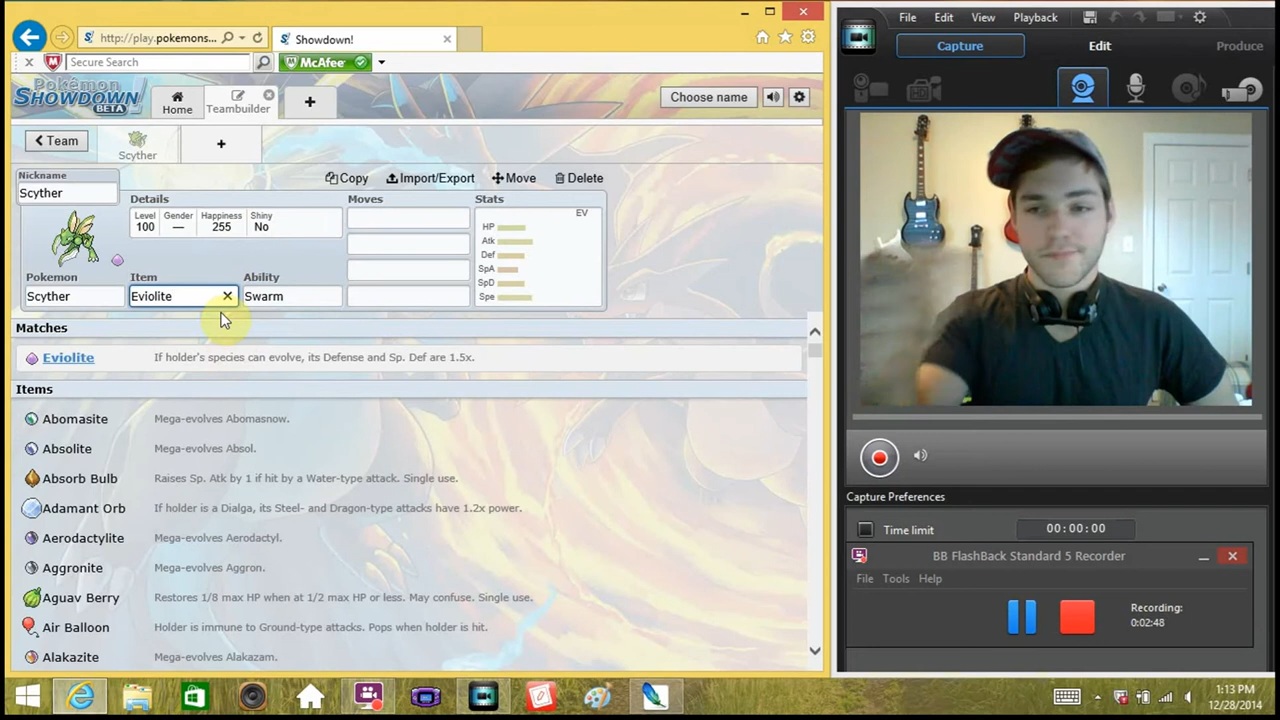 http://play.pokemons...
Showdown!
Secure Search
McAfee
Pokémon
SHOWDOWN!
BETA
Home
Teambuilder
+
Choose name
< Team
Scyther
+
Nickname
Scyther
Copy
Import/Export
Move
Delete
Details
Level Gender Happiness Shiny
100 — 255 No
Moves
Stats
EV
HP
Atk
Def
SpA
SpD
Spe
Pokemon
Scyther
Item
Eviolite
Ability
Swarm
Matches
Eviolite If holder's species can evolve, its Defense and Sp. Def are 1.5x.
Items
Abomasite Mega-evolves Abomasnow.
Absolite Mega-evolves Absol.
Absorb Bulb Raises Sp. Atk by 1 if hit by a Water-type attack. Single use.
Adamant Orb If holder is a Dialga, its Steel- and Dragon-type attacks have 1.2x power.
Aerodactylite Mega-evolves Aerodactyl.
Aggronite Mega-evolves Aggron.
Aguav Berry Restores 1/8 max HP when at 1/2 max HP or less. May confuse. Single use.
Air Balloon Holder is immune to Ground-type attacks. Pops when holder is hit.
Alakazite Mega-evolves Alakazam.
File Edit View Playback
Capture Edit Produce
Capture Preferences
Time limit 00:00:00
BB FlashBack Standard 5 Recorder
File Tools Help
Recording:
0:02:48
1:13 PM
12/28/2014